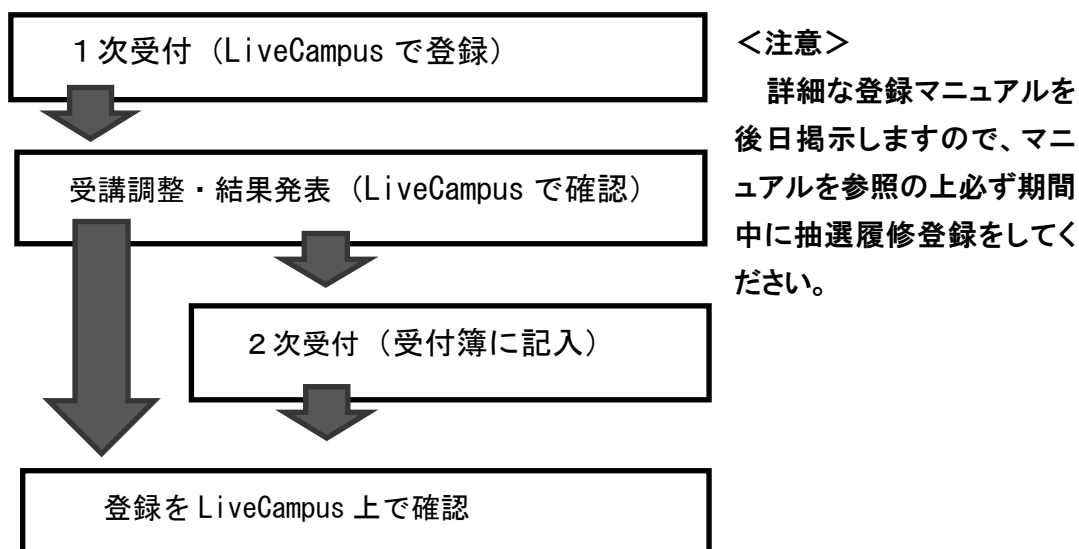 １次受付（LiveCampusで登録）
受講調整・結果発表（LiveCampusで確認）
２次受付（受付簿に記入）
登録をLiveCampus上で確認
＜注意＞
　詳細な登録マニュアルを
後日掲示しますので、マニ
ュアルを参照の上必ず期間
中に抽選履修登録をしてく
ださい。